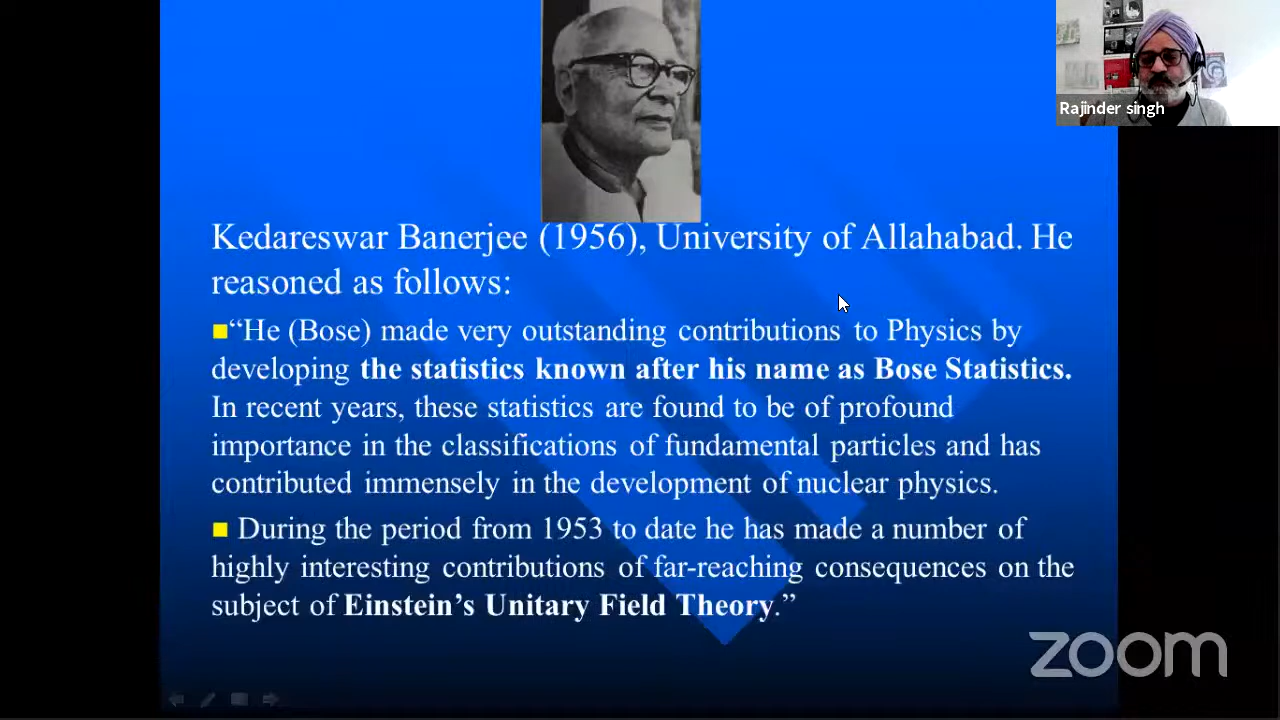 Rajinder singh
Kedareswar Banerjee (1956), University of Allahabad. He
reasoned as follows:
“He (Bose) made very outstanding contributions to Physics by
developing the statistics known after his name as Bose Statistics.
In recent years, these statistics are found to be of profound
importance in the classifications of fundamental particles and has
contributed immensely in the development of nuclear physics.
During the period from 1953 to date he has made a number of
highly interesting contributions of far-reaching consequences on the
subject of Einstein’s Unitary Field Theory.”
zoom